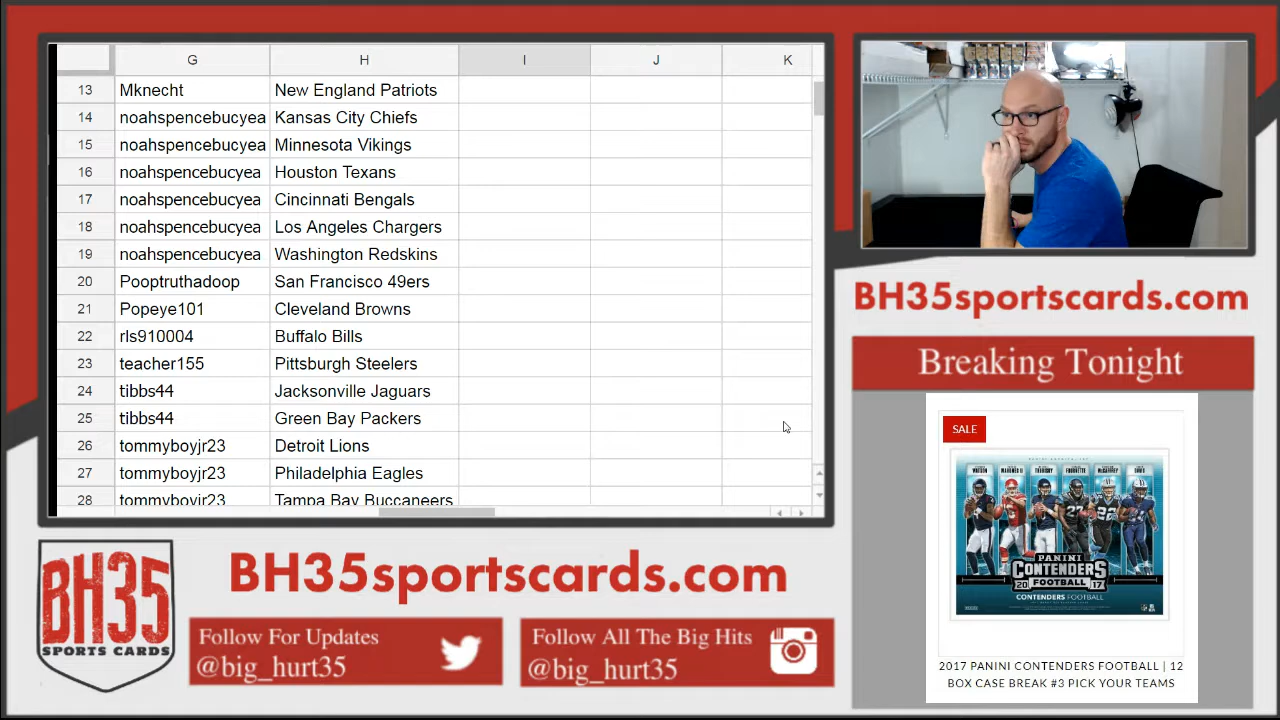 G H I J K
13 Mknecht New England Patriots
14 noahspencebucyea Kansas City Chiefs
15 noahspencebucyea Minnesota Vikings
16 noahspencebucyea Houston Texans
17 noahspencebucyea Cincinnati Bengals
18 noahspencebucyea Los Angeles Chargers
19 noahspencebucyea Washington Redskins
20 Pooptruthadoop San Francisco 49ers
21 Popeye101 Cleveland Browns
22 rls910004 Buffalo Bills
23 teacher155 Pittsburgh Steelers
24 tibbs44 Jacksonville Jaguars
25 tibbs44 Green Bay Packers
26 tommyboyjr23 Detroit Lions
27 tommyboyjr23 Philadelphia Eagles
28 tommyboyjr23 Tampa Bay Buccaneers
BH35sportscards.com
Breaking Tonight
SALE
PANINI
CONTENDERS
20 FOOTBALL 17
CONTENDERS FOOTBALL
2017 PANINI CONTENDERS FOOTBALL | 12
BOX CASE BREAK #3 PICK YOUR TEAMS
BH35
SPORTS CARDS
BH35sportscards.com
Follow For Updates
@big_hurt35
Follow All The Big Hits
@big_hurt35